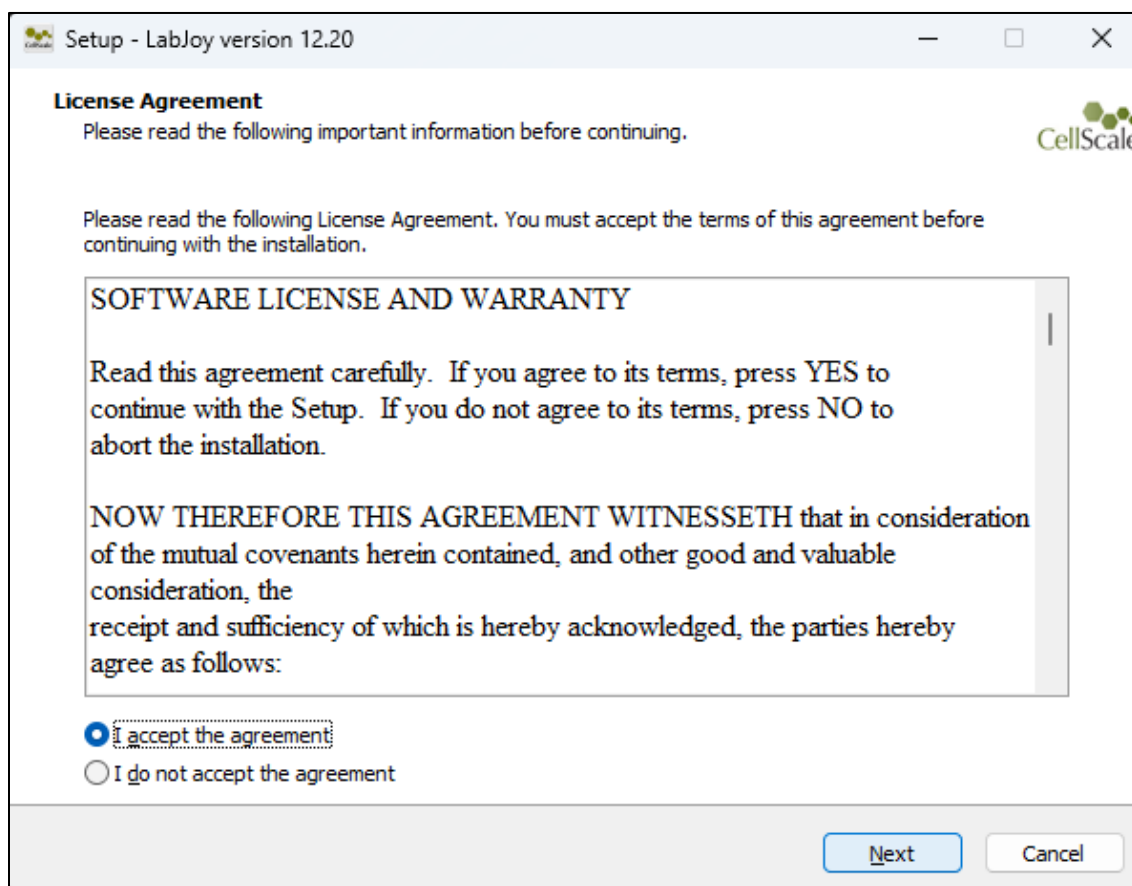 Setup - LabJoy version 12.20
License Agreement
Please read the following important information before continuing.
CellScale
Please read the following License Agreement. You must accept the terms of this agreement before
continuing with the installation.
SOFTWARE LICENSE AND WARRANTY
Read this agreement carefully.  If you agree to its terms, press YES to
continue with the Setup.  If you do not agree to its terms, press NO to
abort the installation.
NOW THEREFORE THIS AGREEMENT WITNESSETH that in consideration
of the mutual covenants herein contained, and other good and valuable
consideration, the
receipt and sufficiency of which is hereby acknowledged, the parties hereby
agree as follows:
I accept the agreement
I do not accept the agreement
Next
Cancel